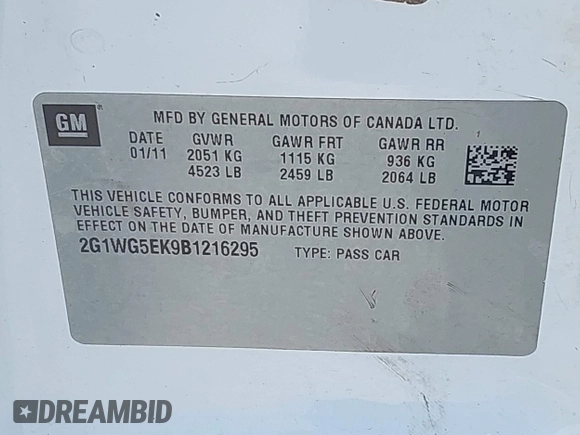 GM
MFD BY GENERAL MOTORS OF CANADA LTD.
DATE GVWR GAWR FRT GAWR RR
01/11 2051 KG 1115 KG 936 KG
4523 LB 2459 LB 2064 LB
1
THIS VEHICLE CONFORMS TO ALL APPLICABLE U.S. FEDERAL MOTOR
VEHICLE SAFETY, BUMPER, AND THEFT PREVENTION STANDARDS
IN EFFECT ON THE DATE OF MANUFACTURE SHOWN ABOVE.
2G1WG5EK9B1216295 TYPE: PASS CAR
DREAMBID